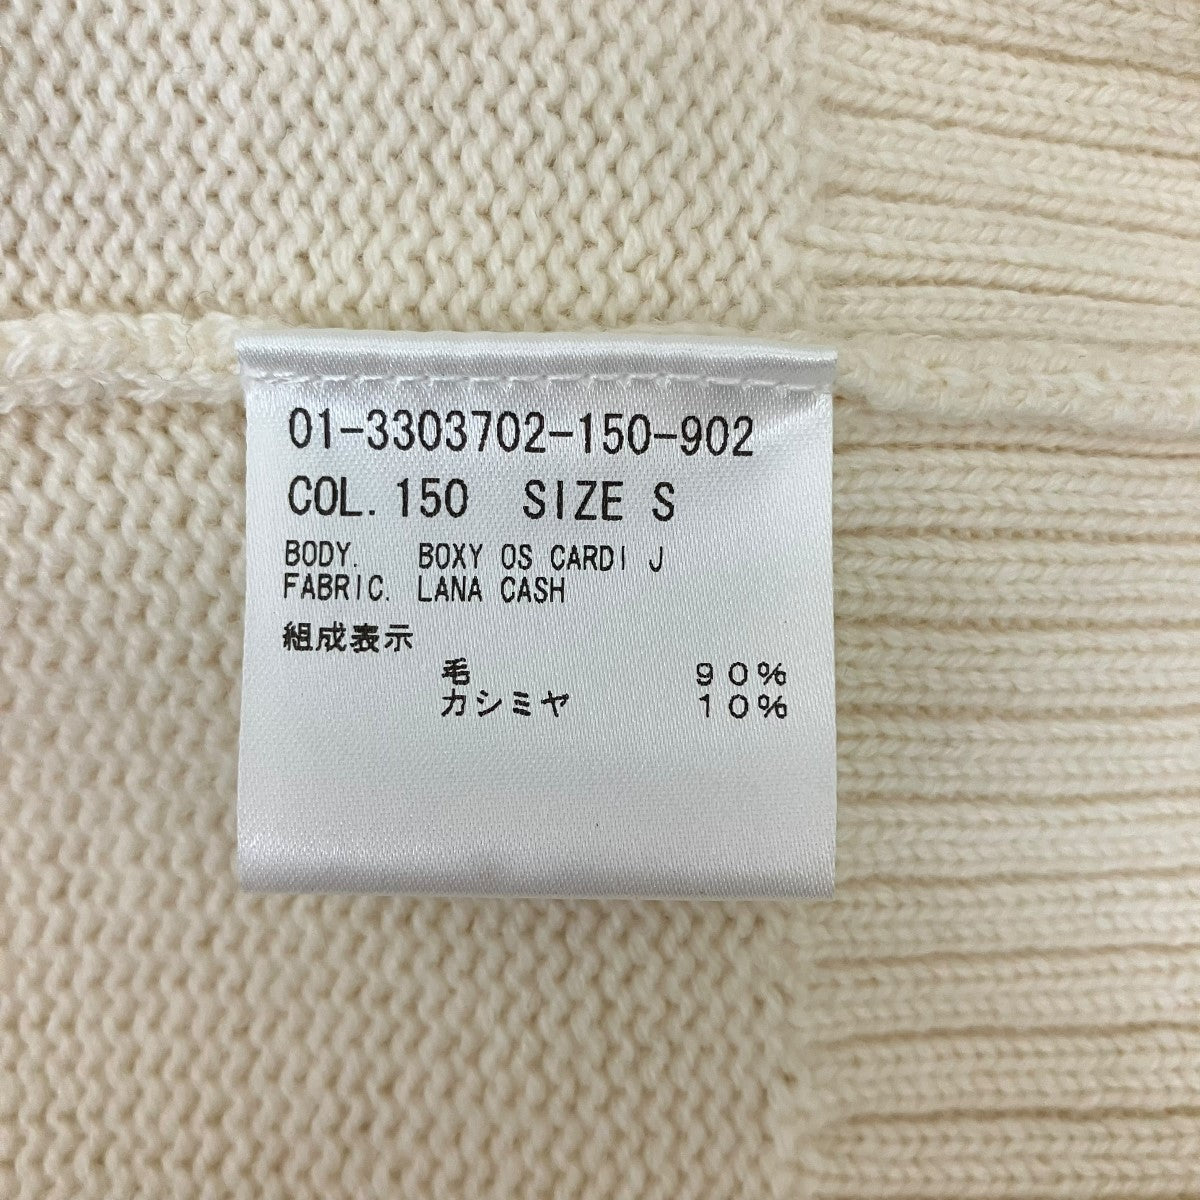 01-3303702-150-902
COL. 150 SIZE S
BODY. BOXY OS CARDI J
FABRIC. LANA CASH
組成表示
毛 90%
カシミヤ 10%